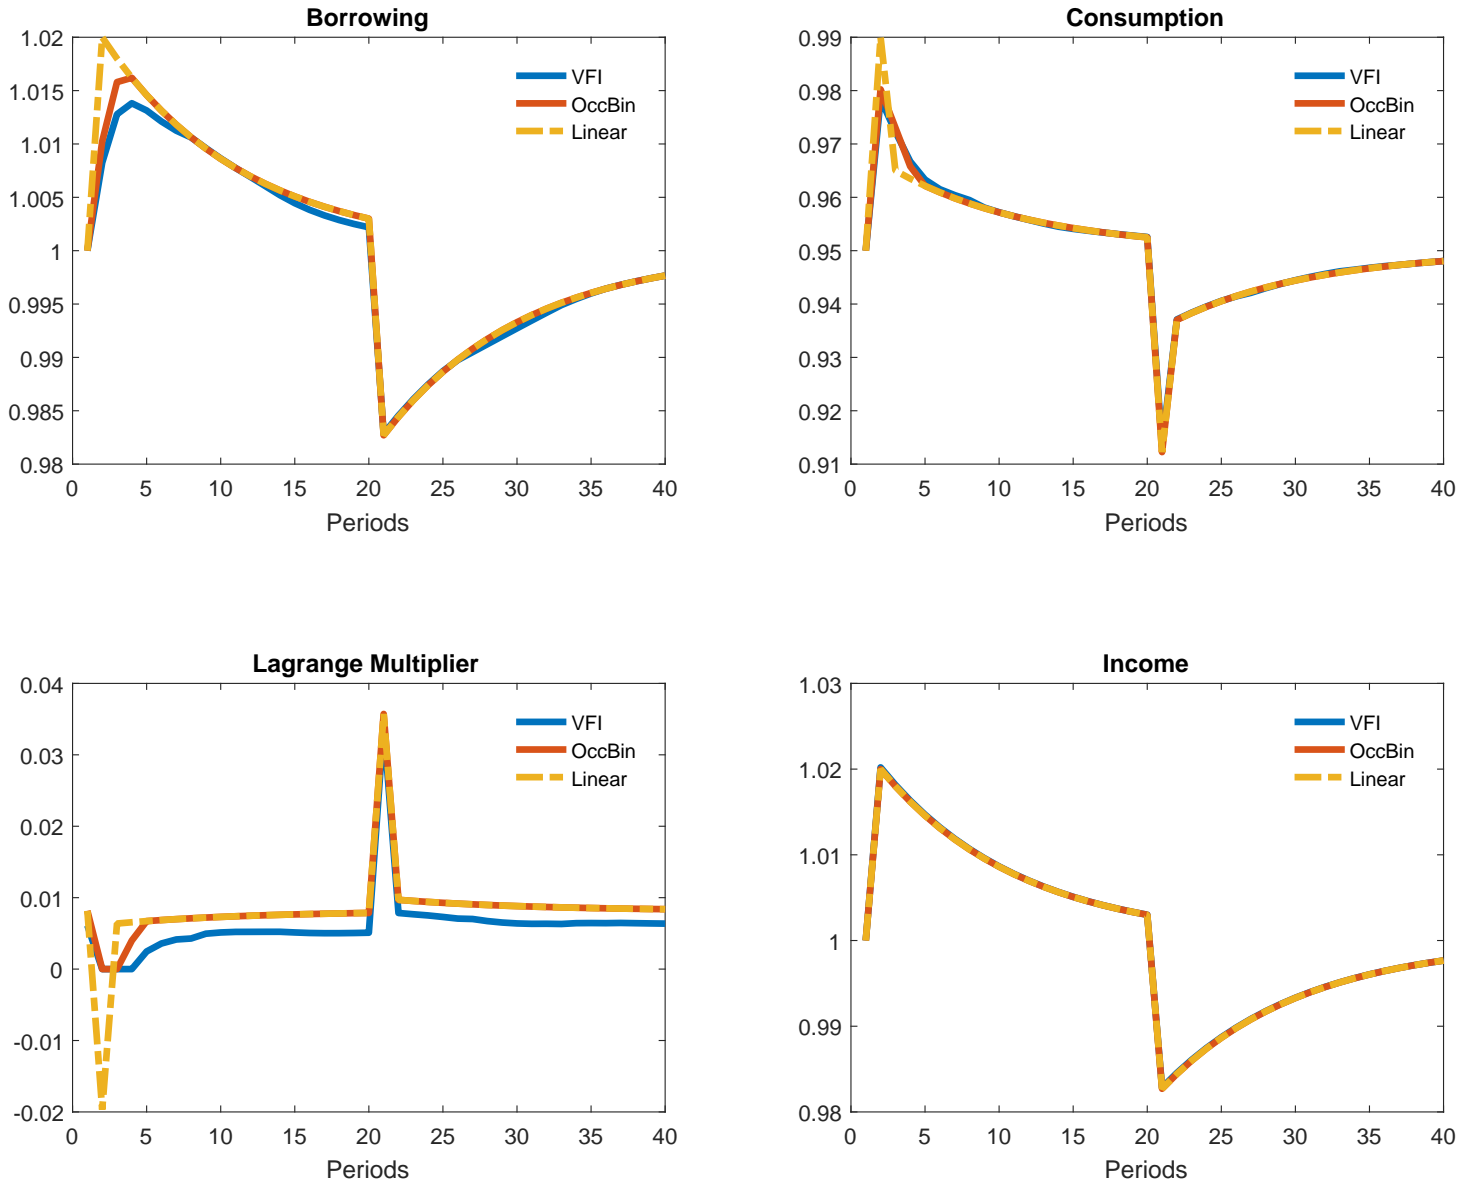 Borrowing
1.02
1.015
1.01
1.005
1
0.995
0.99
0.985
0.98
VFI
OccBin
Linear
0 5 10 15 20 25 30 35 40
Periods
Consumption
0.99
0.98
0.97
0.96
0.95
0.94
0.93
0.92
0.91
VFI
OccBin
Linear
0 5 10 15 20 25 30 35 40
Periods
Lagrange Multiplier
0.04
0.03
0.02
0.01
0
-0.01
-0.02
VFI
OccBin
Linear
0 5 10 15 20 25 30 35 40
Periods
Income
1.03
1.02
1.01
1
0.99
0.98
VFI
OccBin
Linear
0 5 10 15 20 25 30 35 40
Periods